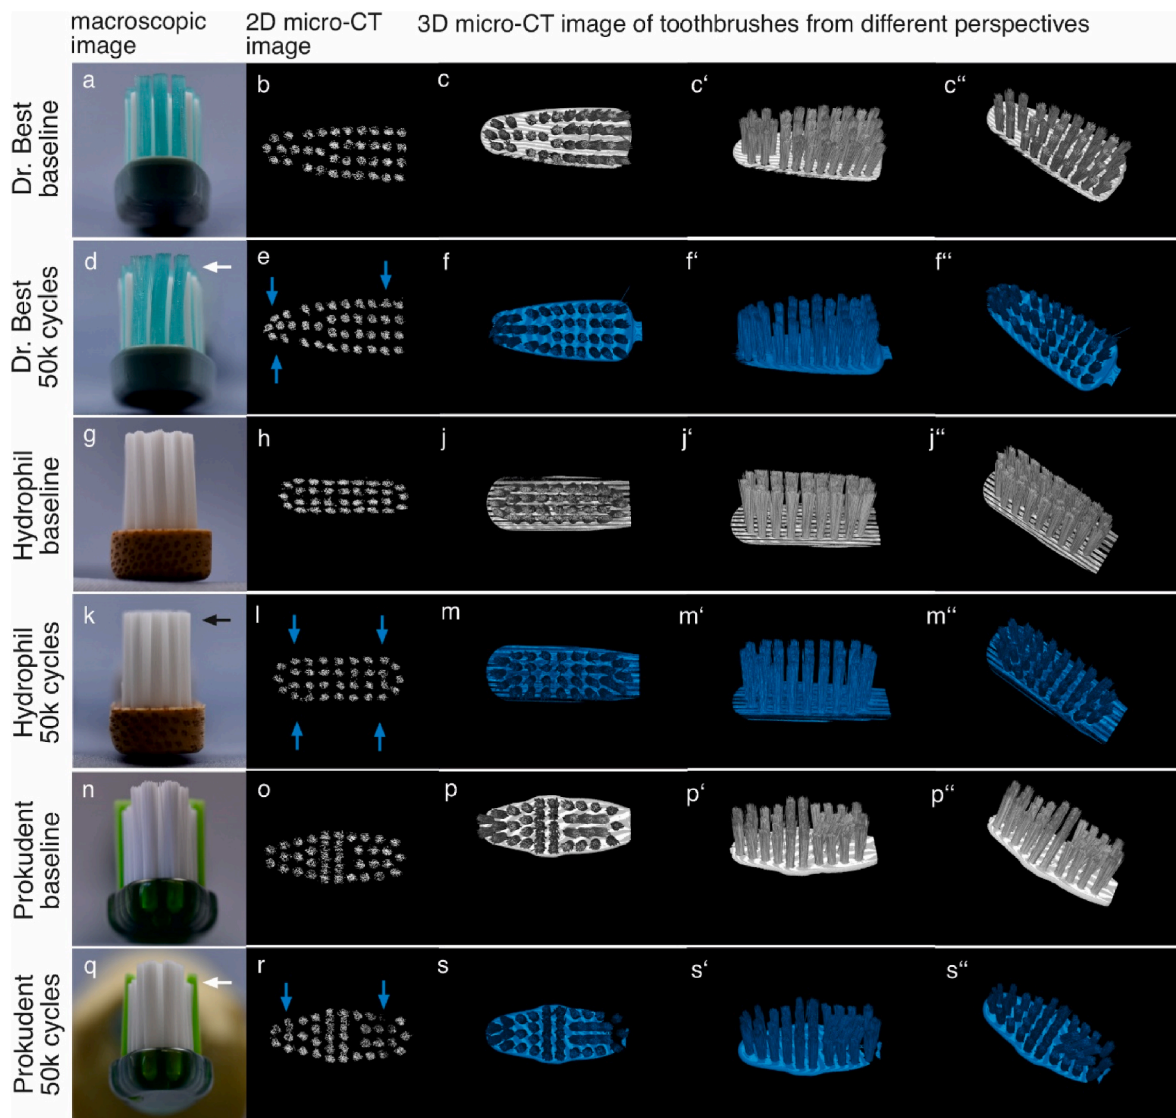 macroscopic
image
2D micro-CT
image
3D micro-CT image of toothbrushes from different perspectives
Dr. Best
baseline
a
b
c
c‘
c“
Dr. Best
50k cycles
d
e
f
f‘
f“
Hydrophil
baseline
g
h
j
j‘
j“
Hydrophil
50k cycles
k
l
m
m‘
m“
Prokudent
baseline
n
o
p
p‘
p“
Prokudent
50k cycles
q
r
s
s‘
s“